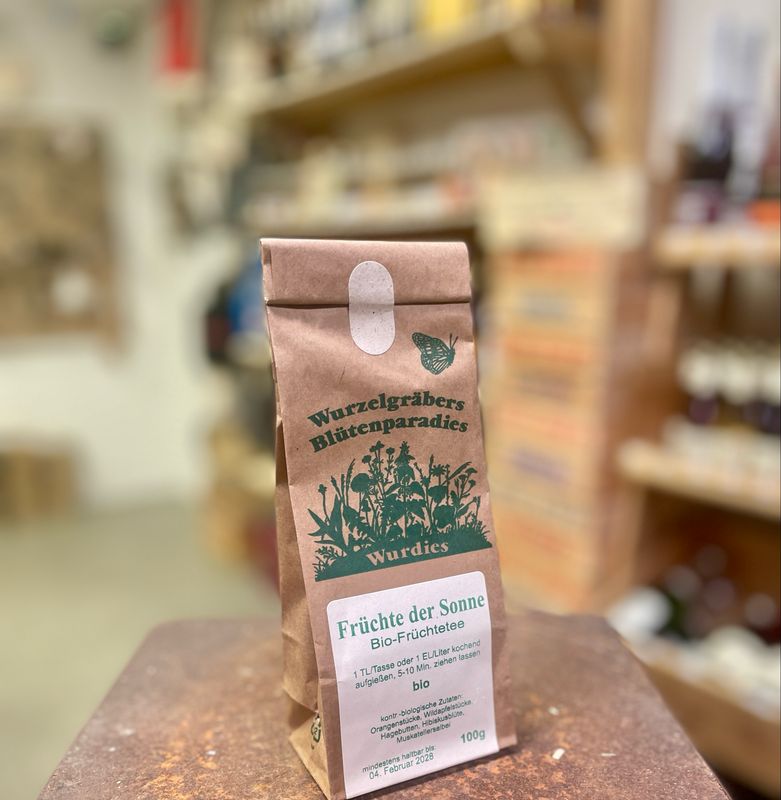 Wurzelgräbers
Blütenparadies
Wurdies
Früchte der Sonne
Bio-Früchtetee
1 TL/Tasse oder 1 EL/Liter kochend
aufgießen, 5-10 Min. ziehen lassen
bio
kontr.-biologische Zutaten:
Orangenstücke, Wildapfelstücke,
Hagebutten, Hibiskusblüte,
Muskatellersalbei
100g
mindestens haltbar bis:
04. Februar 2028